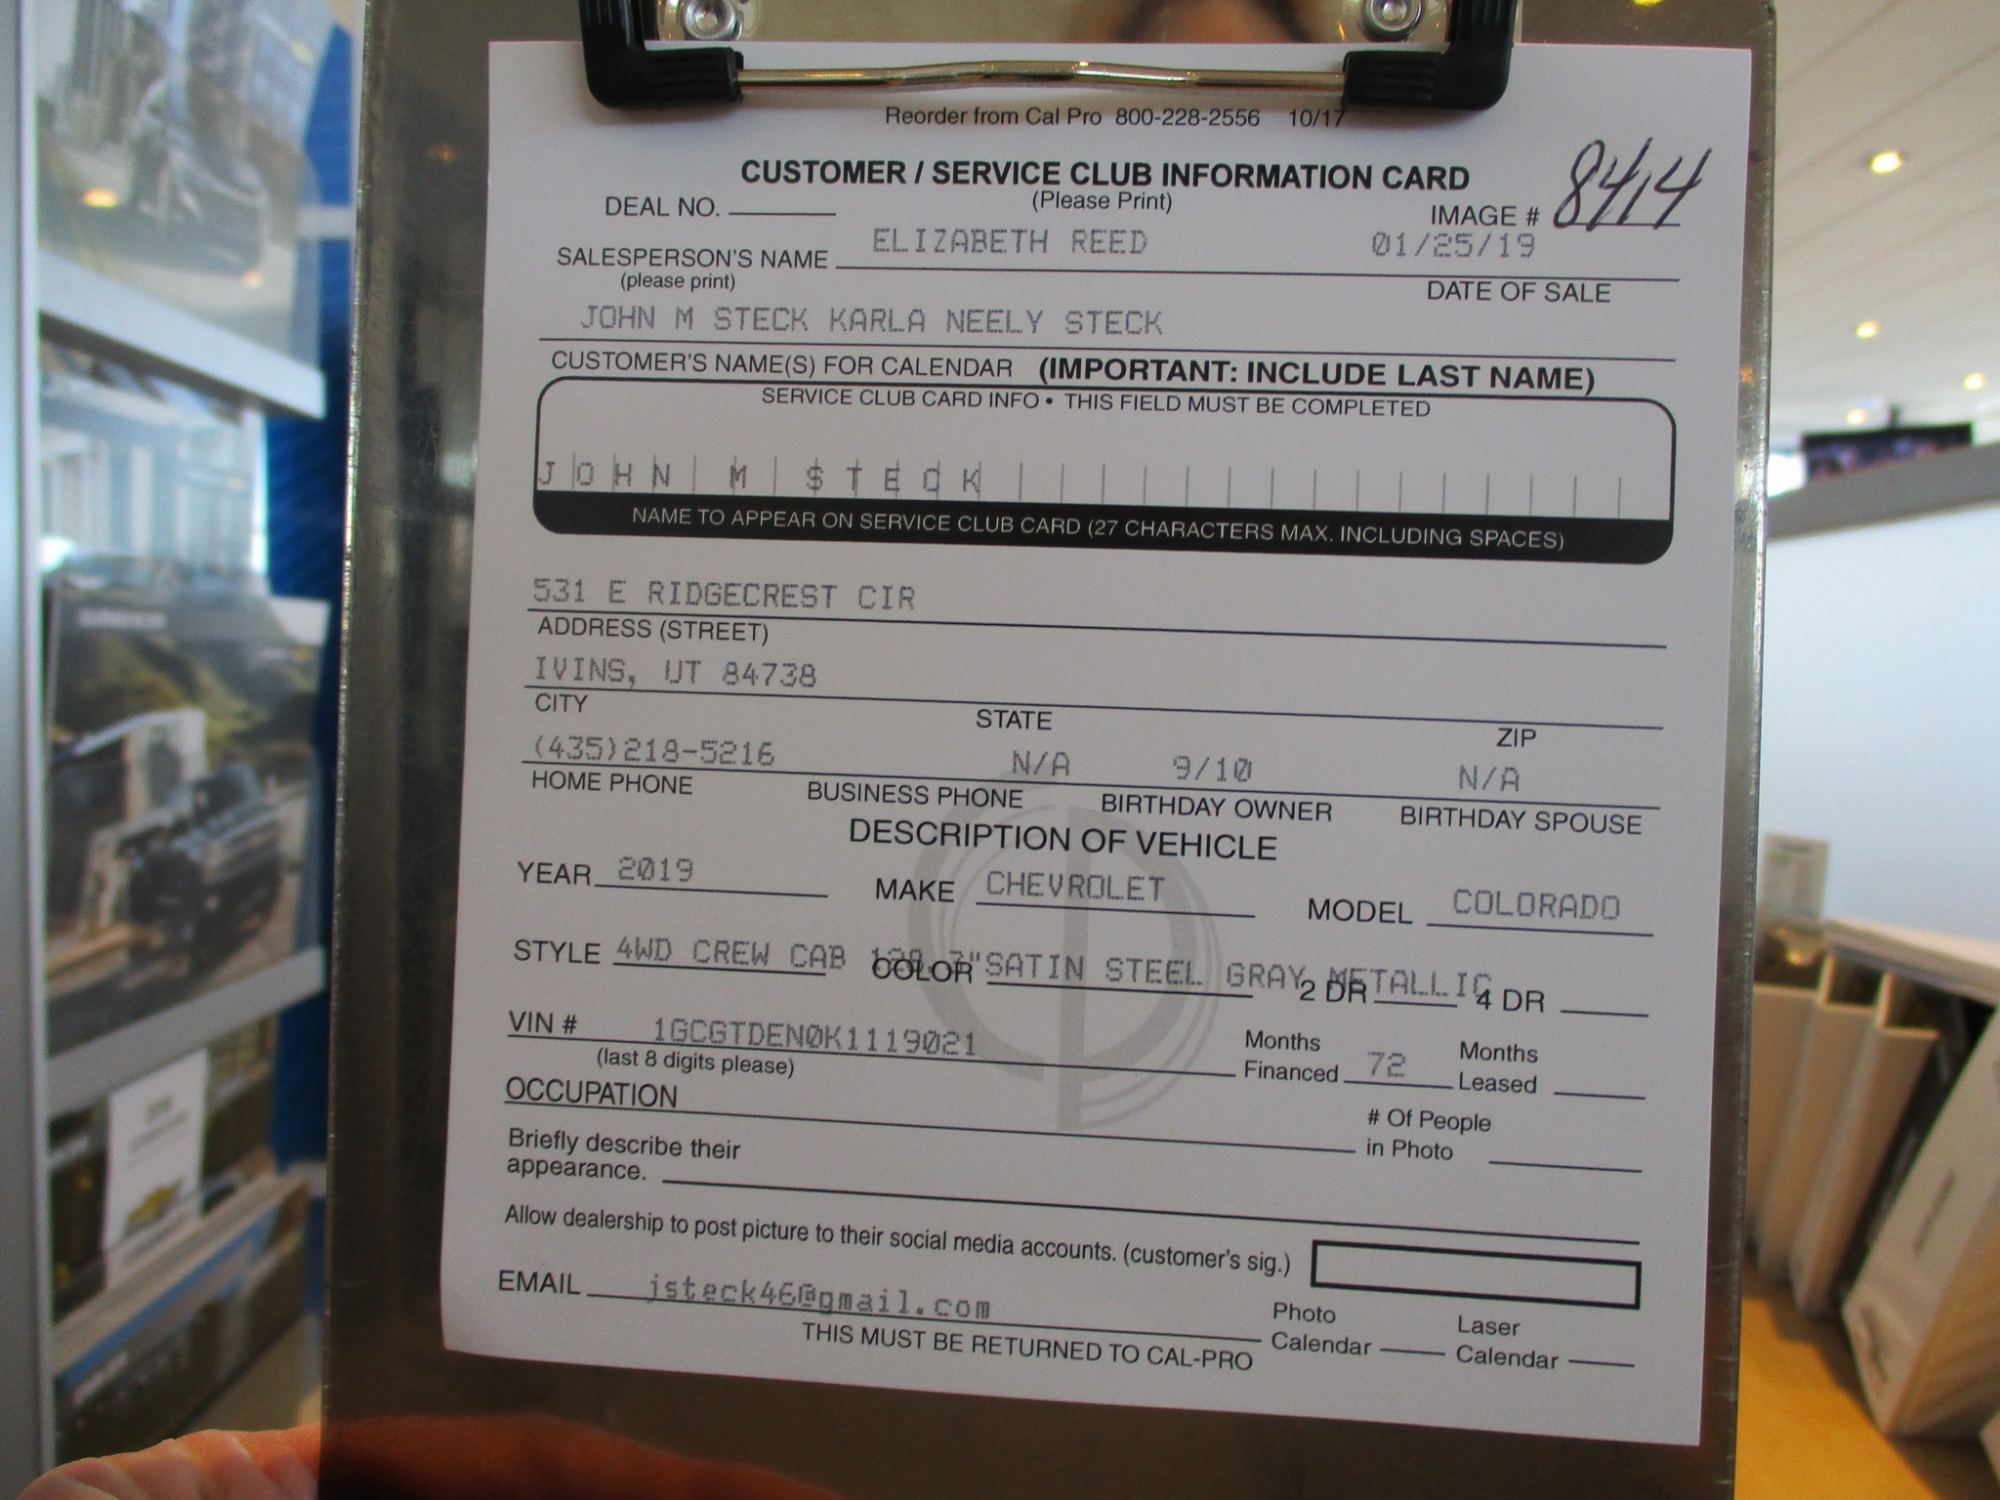 Reorder from Cal Pro 800-228-2556 10/17
CUSTOMER / SERVICE CLUB INFORMATION CARD
(Please Print)
DEAL NO.
IMAGE # 8414
ELIZABETH REED 01/25/19
SALESPERSON'S NAME
(please print)
DATE OF SALE
JOHN M STECK KARLA NEELY STECK
CUSTOMER'S NAME(S) FOR CALENDAR (IMPORTANT: INCLUDE LAST NAME)
SERVICE CLUB CARD INFO • THIS FIELD MUST BE COMPLETED
JOHN M STECK
NAME TO APPEAR ON SERVICE CLUB CARD (27 CHARACTERS MAX. INCLUDING SPACES)
531 E RIDGECREST CIR
ADDRESS (STREET)
IVINS, UT 84738
CITY STATE ZIP
(435)218-5216 N/A 9/10 N/A
HOME PHONE BUSINESS PHONE BIRTHDAY OWNER BIRTHDAY SPOUSE
DESCRIPTION OF VEHICLE
YEAR 2019 MAKE CHEVROLET MODEL COLORADO
STYLE 4WD CREW CAB COLOR SATIN STEEL GRAY METALLIC 2 DR 4 DR
VIN # 1GCGTDEN0K1119021
(last 8 digits please)
Months Financed 72 Months Leased
OCCUPATION
# Of People in Photo
Briefly describe their
appearance.
Allow dealership to post picture to their social media accounts. (customer's sig.)
EMAIL jsteck46@gmail.com
Photo Calendar Laser Calendar
THIS MUST BE RETURNED TO CAL-PRO